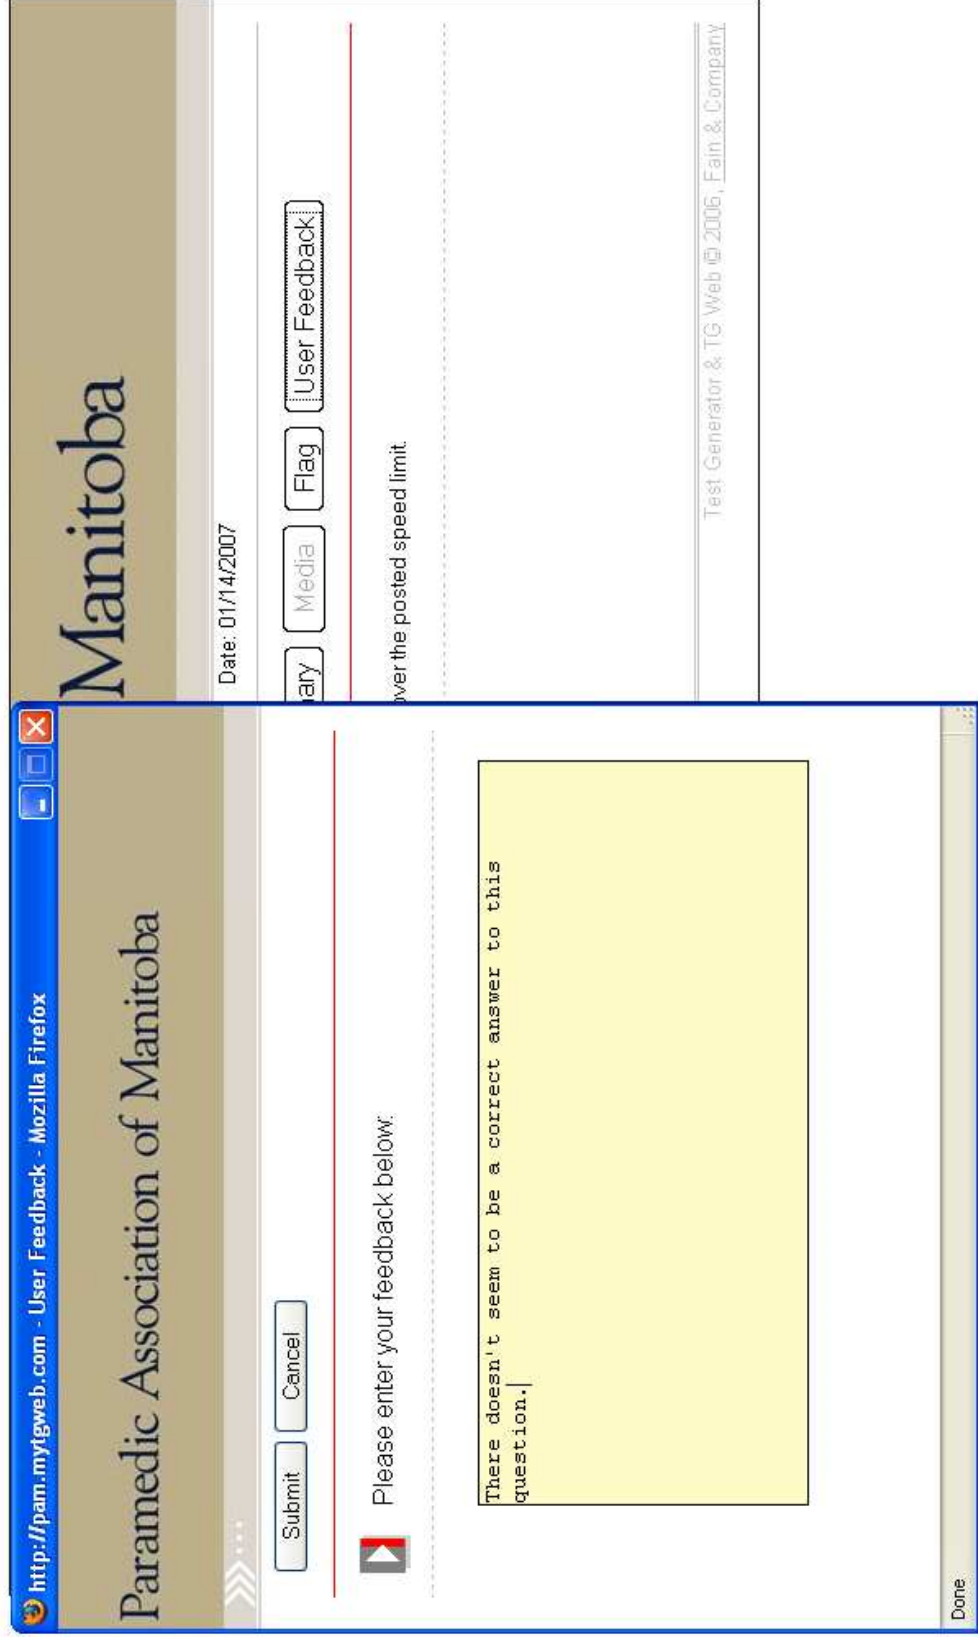 http://pam.mytgweb.com - User Feedback - Mozilla Firefox
Paramedic Association of Manitoba
Submit
Cancel
Please enter your feedback below:
There doesn't seem to be a correct answer to this
question.
Done
Manitoba
Date: 01/14/2007
Media
Flag
User Feedback
over the posted speed limit.
Test Generator & TG Web © 2006, Fain & Company